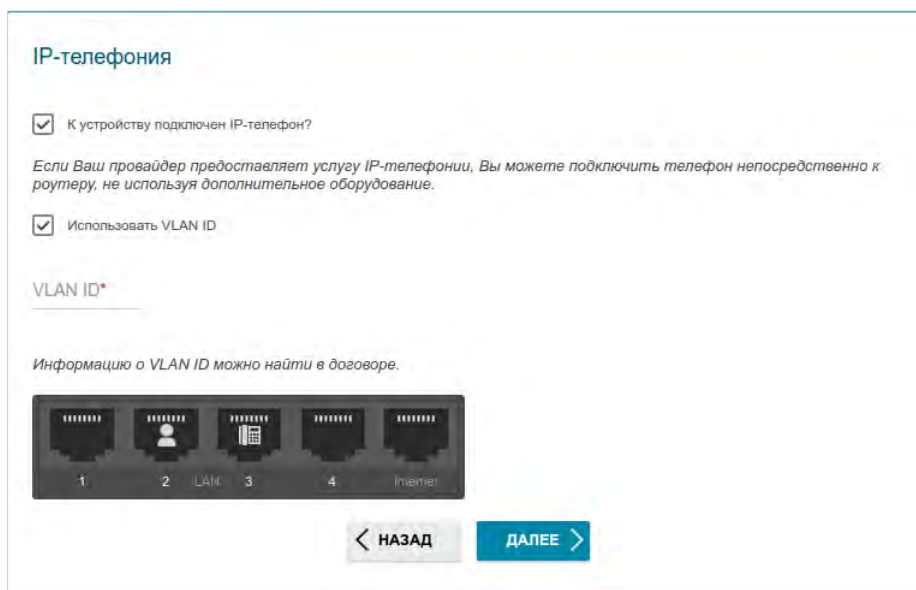 IP-телефония
К устройству подключен IP-телефон?
Если Ваш провайдер предоставляет услугу IP-телефонии, Вы можете подключить телефон непосредственно к
роутеру, не используя дополнительное оборудование.
Использовать VLAN ID
VLAN ID*
Информацию о VLAN ID можно найти в договоре.
1 2 LAN 3 4 Internet
НАЗАД ДАЛЕЕ